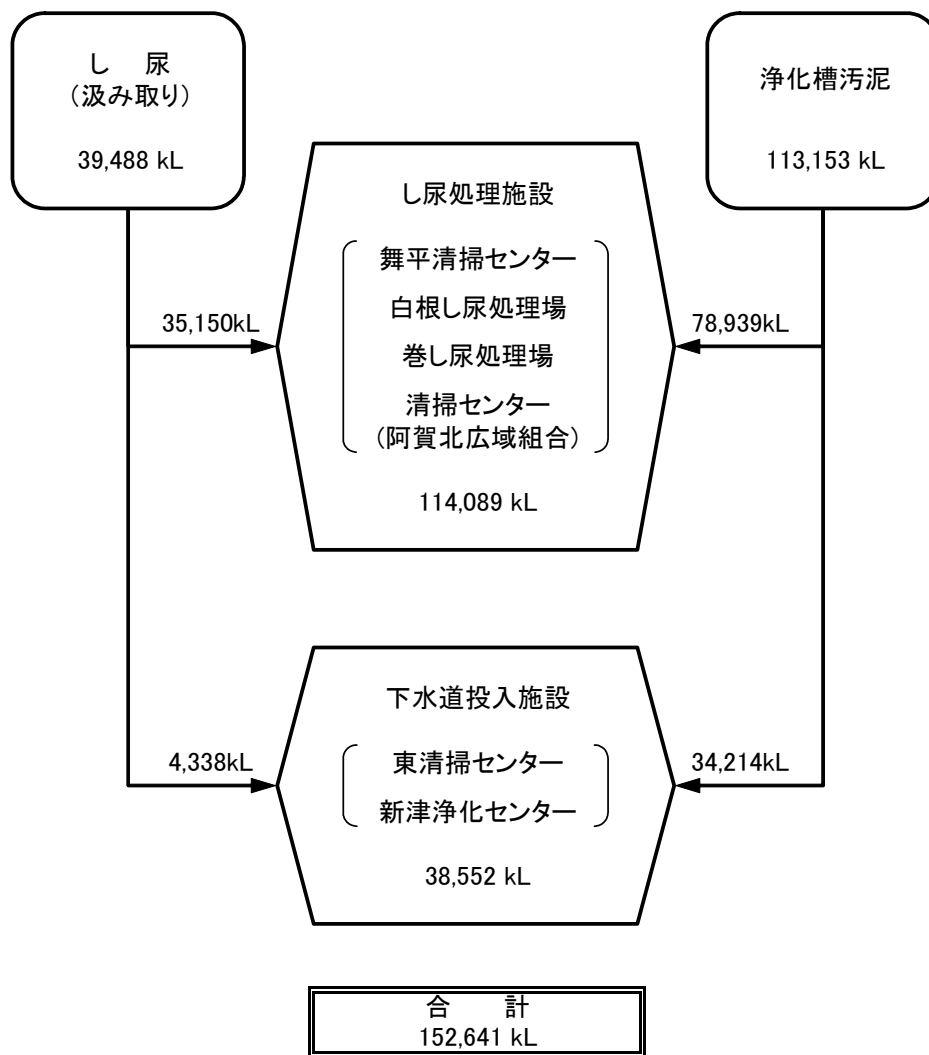 し 尿
(汲み取り)
39,488 kL
浄化槽汚泥
113,153 kL
し尿処理施設
舞平清掃センター
白根し尿処理場
巻し尿処理場
清掃センター
(阿賀北広域組合)
114,089 kL
35,150kL
78,939kL
下水道投入施設
東清掃センター
新津浄化センター
38,552 kL
4,338kL
34,214kL
合 計
152,641 kL